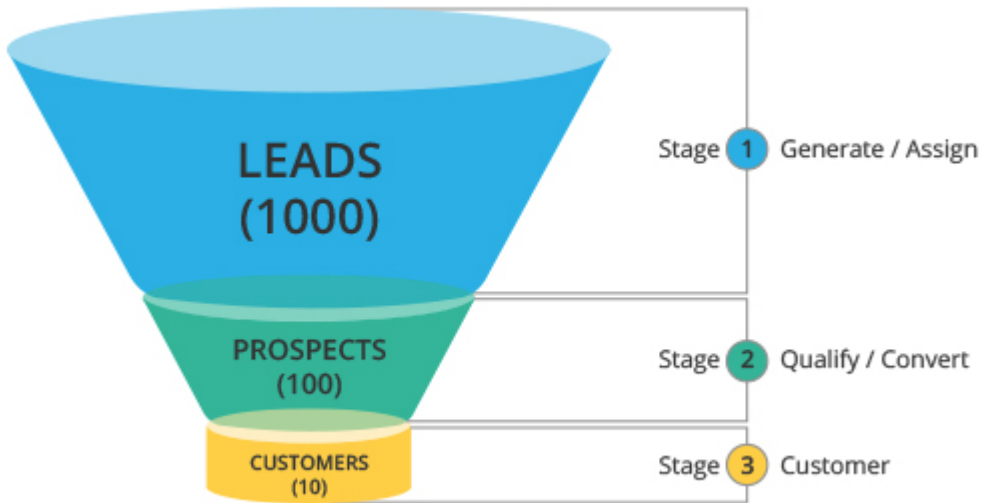 LEADS
(1000)
Stage 1 Generate / Assign
PROSPECTS
(100)
Stage 2 Qualify / Convert
CUSTOMERS
(10)
Stage 3 Customer